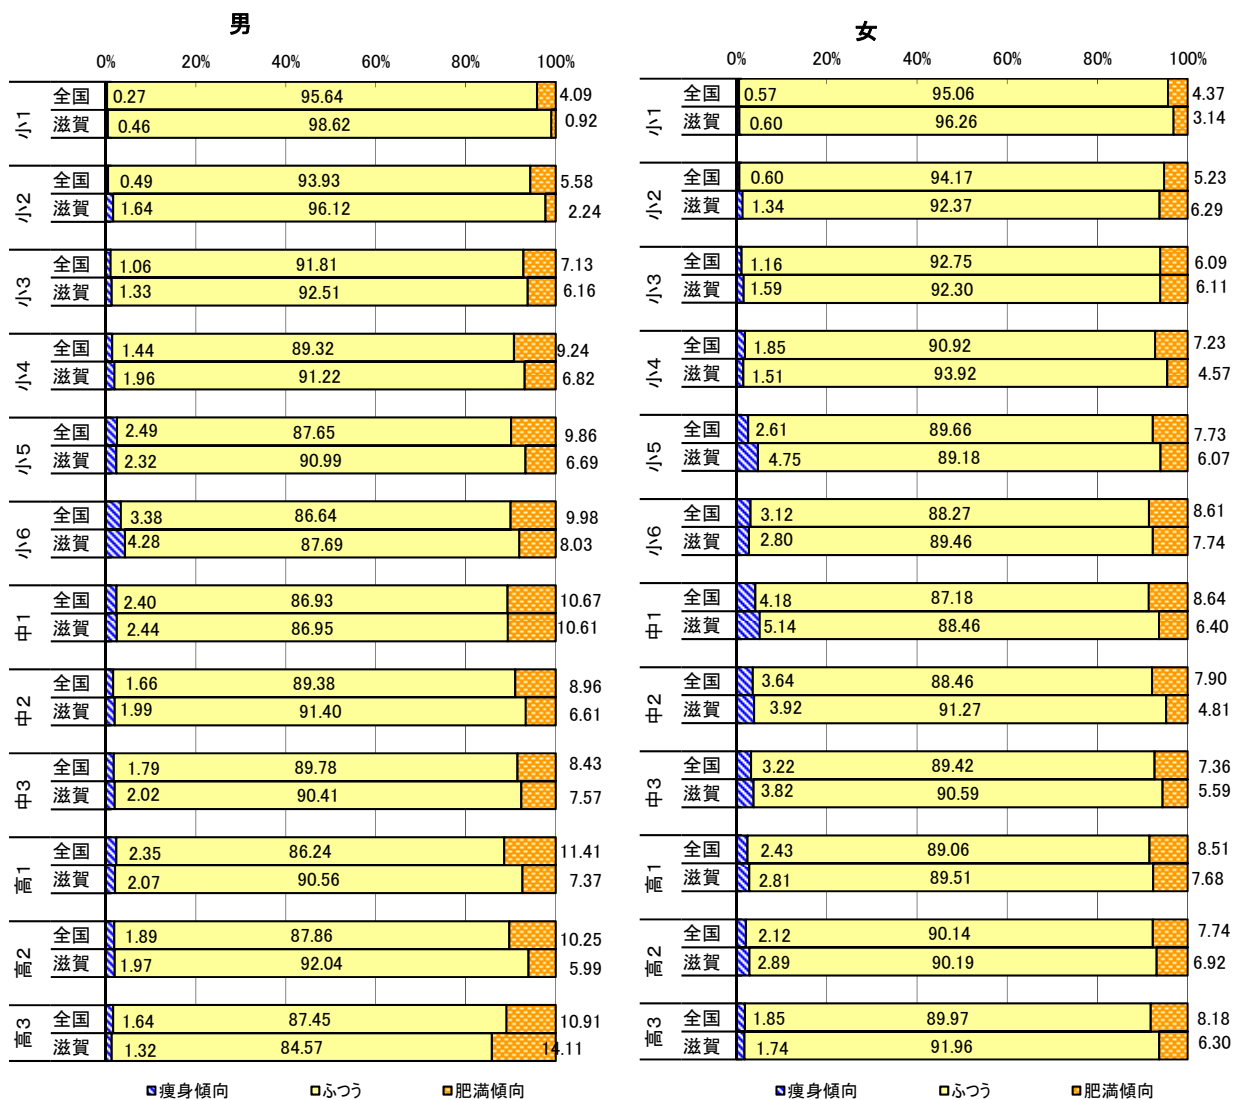 男
0% 20% 40% 60% 80% 100%
小1 全国 0.27 95.64 4.09
滋賀 0.46 98.62 0.92
小2 全国 0.49 93.93 5.58
滋賀 1.64 96.12 2.24
小3 全国 1.06 91.81 7.13
滋賀 1.33 92.51 6.16
小4 全国 1.44 89.32 9.24
滋賀 1.96 91.22 6.82
小5 全国 2.49 87.65 9.86
滋賀 2.32 90.99 6.69
小6 全国 3.38 86.64 9.98
滋賀 4.28 87.69 8.03
中1 全国 2.40 86.93 10.67
滋賀 2.44 86.95 10.61
中2 全国 1.66 89.38 8.96
滋賀 1.99 91.40 6.61
中3 全国 1.79 89.78 8.43
滋賀 2.02 90.41 7.57
高1 全国 2.35 86.24 11.41
滋賀 2.07 90.56 7.37
高2 全国 1.89 87.86 10.25
滋賀 1.97 92.04 5.99
高3 全国 1.64 87.45 10.91
滋賀 1.32 84.57 14.11
痩身傾向 ふつう 肥満傾向
女
0% 20% 40% 60% 80% 100%
小1 全国 0.57 95.06 4.37
滋賀 0.60 96.26 3.14
小2 全国 0.60 94.17 5.23
滋賀 1.34 92.37 6.29
小3 全国 1.16 92.75 6.09
滋賀 1.59 92.30 6.11
小4 全国 1.85 90.92 7.23
滋賀 1.51 93.92 4.57
小5 全国 2.61 89.66 7.73
滋賀 4.75 89.18 6.07
小6 全国 3.12 88.27 8.61
滋賀 2.80 89.46 7.74
中1 全国 4.18 87.18 8.64
滋賀 5.14 88.46 6.40
中2 全国 3.64 88.46 7.90
滋賀 3.92 91.27 4.81
中3 全国 3.22 89.42 7.36
滋賀 3.82 90.59 5.59
高1 全国 2.43 89.06 8.51
滋賀 2.81 89.51 7.68
高2 全国 2.12 90.14 7.74
滋賀 2.89 90.19 6.92
高3 全国 1.85 89.97 8.18
滋賀 1.74 91.96 6.30
痩身傾向 ふつう 肥満傾向